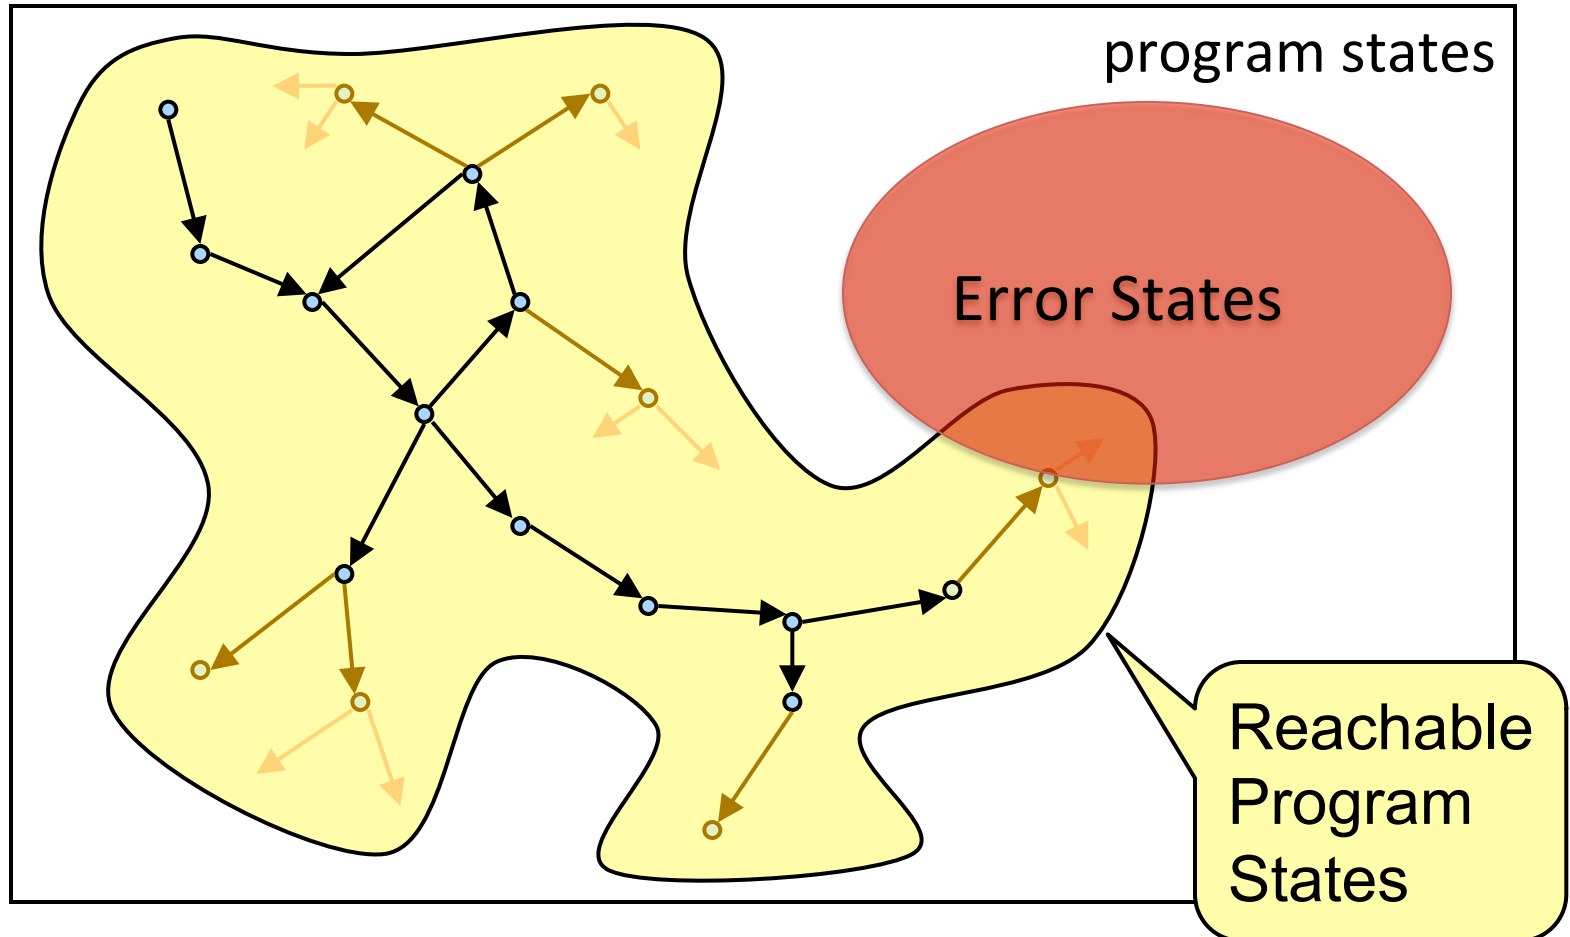 program states
Error States
Reachable
Program
States